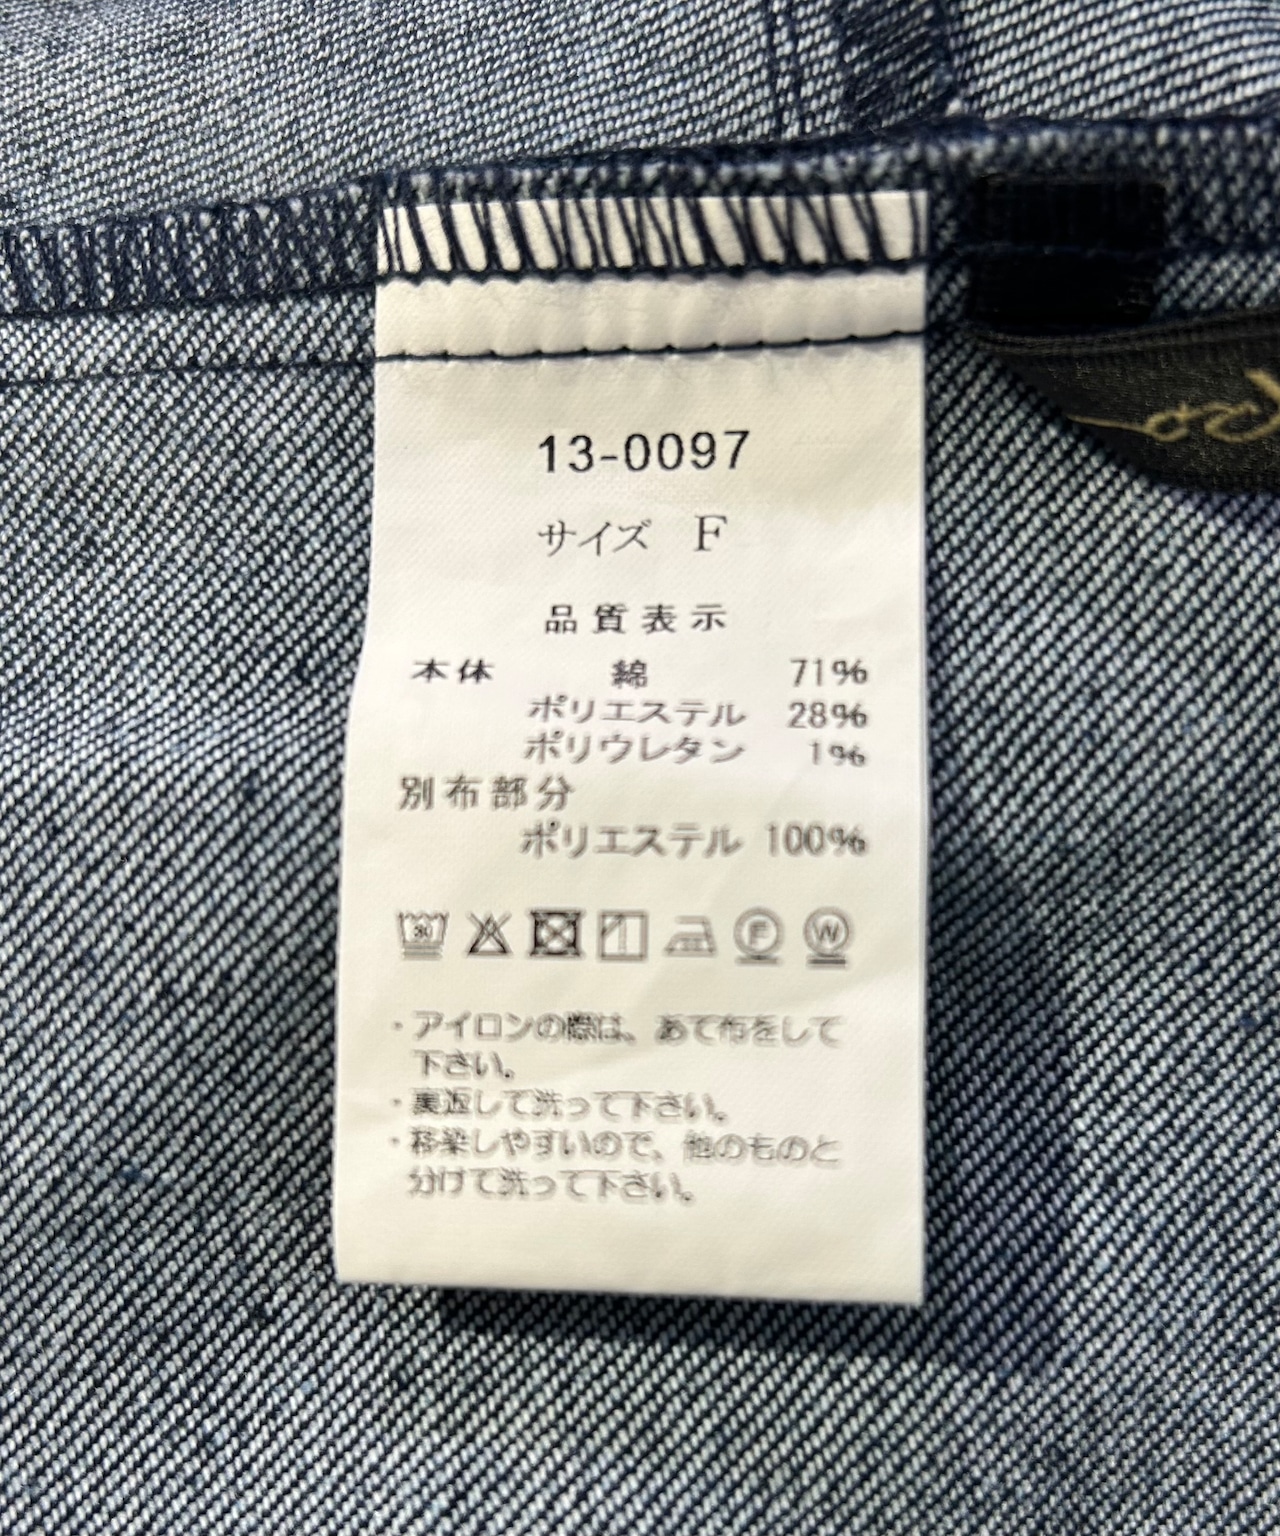 13-0097
サイズ F
品質表示
本体 綿 71%
ポリエステル 28%
ポリウレタン 1%
別布部分
ポリエステル 100%
30
F W
・アイロンの際は、あて布をして
下さい。
・裏返して洗って下さい。
・移染しやすいので、他のものと
分けて洗って下さい。